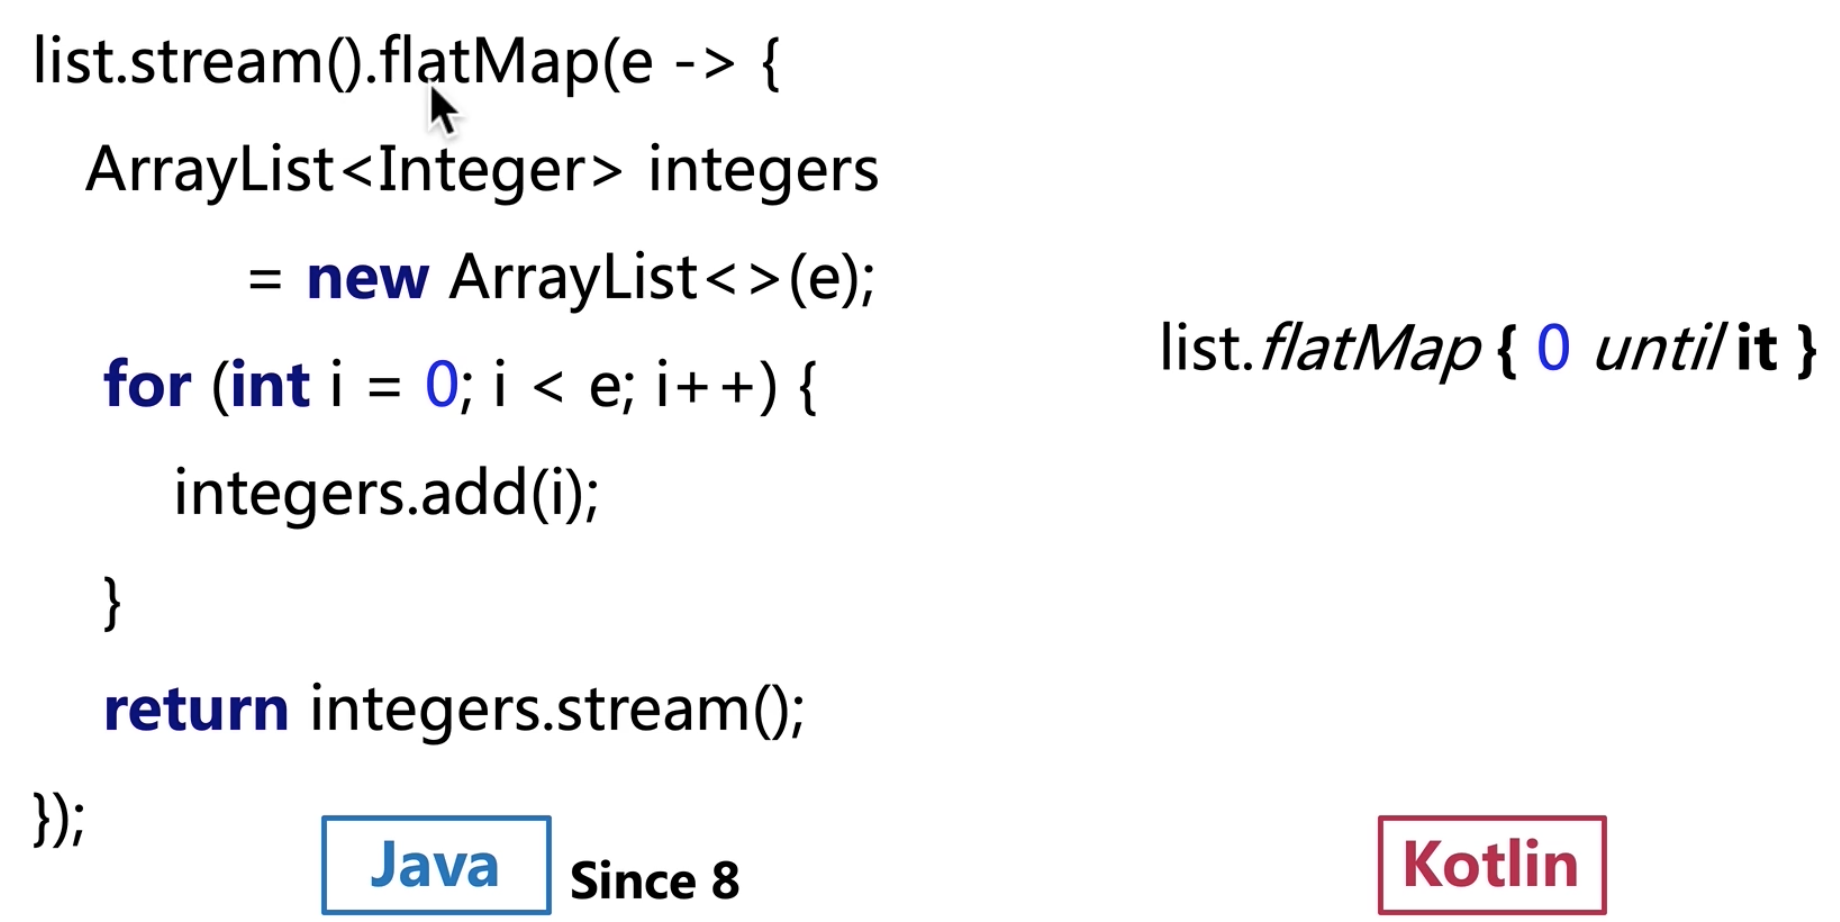 list.stream().flatMap(e -> {
ArrayList<Integer> integers
= new ArrayList<>(e);
for (int i = 0; i < e; i++) {
integers.add(i);
}
return integers.stream();
});
Java Since 8
list.flatMap { 0 until it }
Kotlin